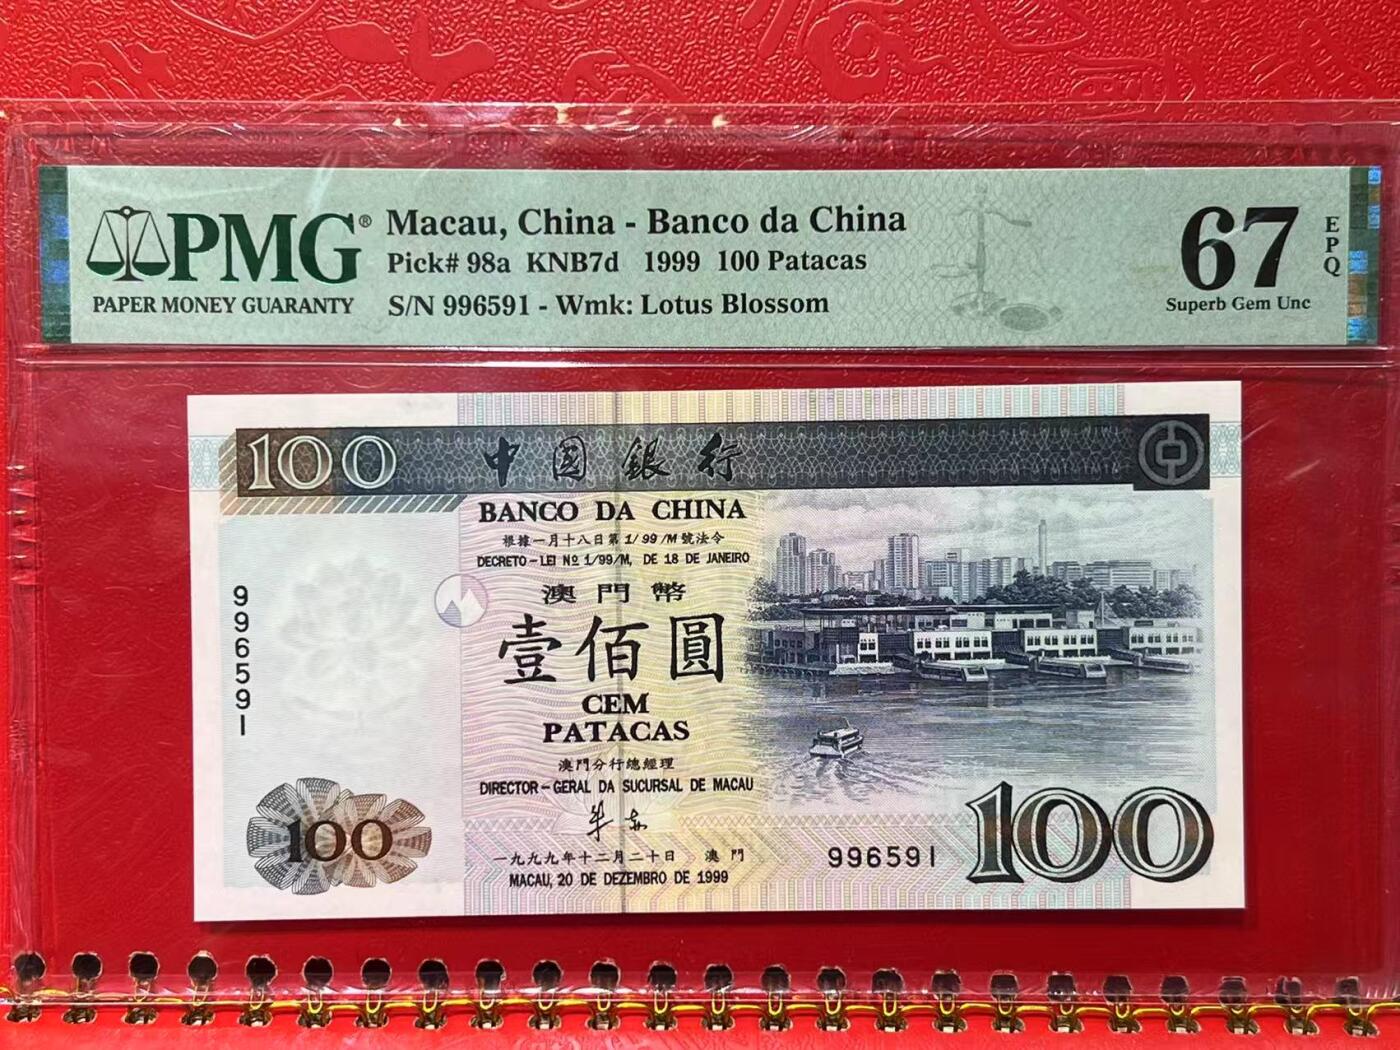 PMG®
PAPER MONEY GUARANTY
Macau, China - Banco da China
Pick# 98a KNB7d 1999 100 Patacas
S/N 996591 - Wmk: Lotus Blossom
67
EPQ
Superb Gem Unc
100
中國銀行
BANCO DA CHINA
根據一月十八日第1/99/M號法令
DECRETO-LEI Nº 1/99/M, DE 18 DE JANEIRO
澳門幣
壹佰圓
CEM
PATACAS
澳門分行總經理
DIRECTOR-GERAL DA SUCURSAL DE MACAU
一九九九年十二月二十日 澳門
MACAU, 20 DE DEZEMBRO DE 1999
996591
100
996591
100